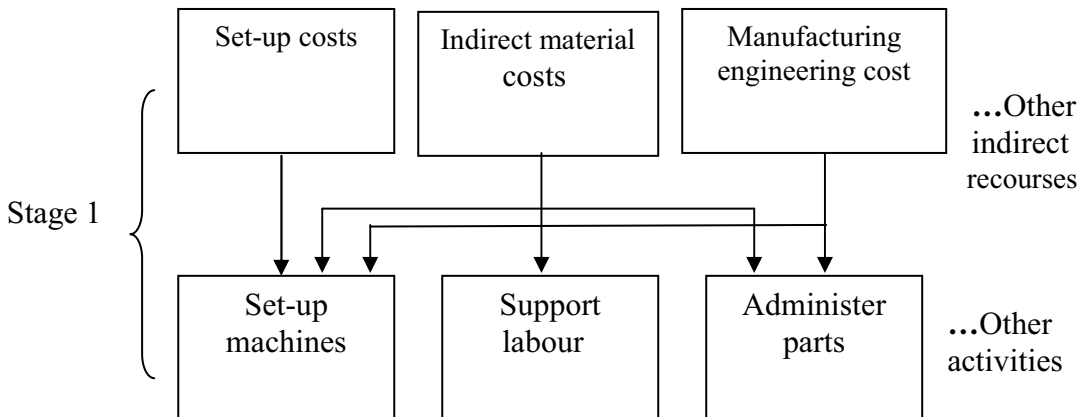 Set-up costs
Indirect material
costs
Manufacturing
engineering cost
...Other
indirect
recourses
Stage 1
Set-up
machines
Support
labour
Administer
parts
...Other
activities